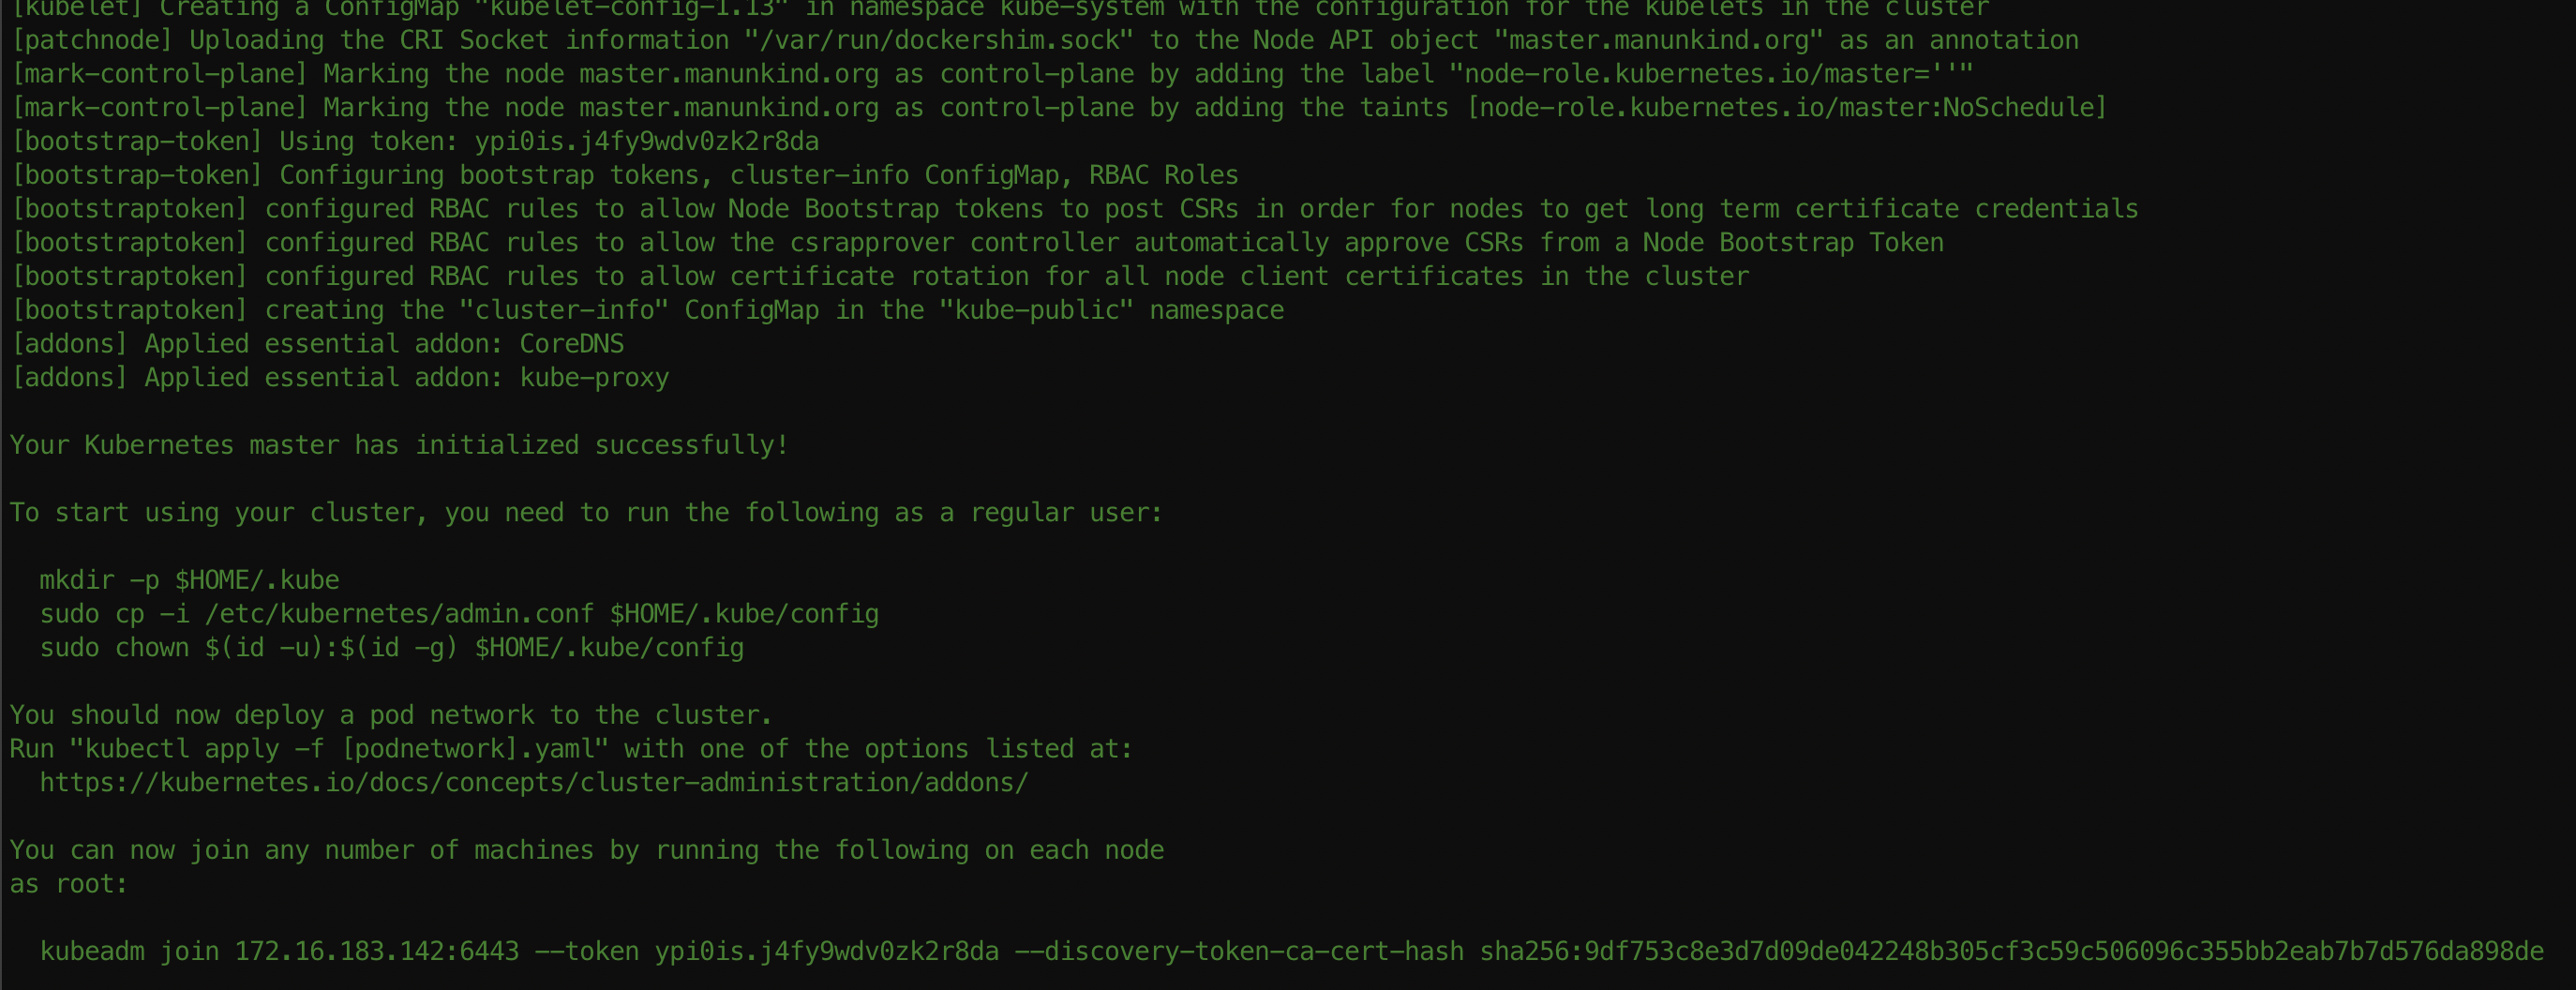 [kubelet] Creating a ConfigMap "kubelet-config-1.13" in namespace kube-system with the configuration for the kubelets in the cluster
[patchnode] Uploading the CRI Socket information "/var/run/dockershim.sock" to the Node API object "master.manunkind.org" as an annotation
[mark-control-plane] Marking the node master.manunkind.org as control-plane by adding the label "node-role.kubernetes.io/master=''"
[mark-control-plane] Marking the node master.manunkind.org as control-plane by adding the taints [node-role.kubernetes.io/master:NoSchedule]
[bootstrap-token] Using token: ypi0is.j4fy9wdv0zk2r8da
[bootstrap-token] Configuring bootstrap tokens, cluster-info ConfigMap, RBAC Roles
[bootstraptoken] configured RBAC rules to allow Node Bootstrap tokens to post CSRs in order for nodes to get long term certificate credentials
[bootstraptoken] configured RBAC rules to allow the csrapprover controller automatically approve CSRs from a Node Bootstrap Token
[bootstraptoken] configured RBAC rules to allow certificate rotation for all node client certificates in the cluster
[bootstraptoken] creating the "cluster-info" ConfigMap in the "kube-public" namespace
[addons] Applied essential addon: CoreDNS
[addons] Applied essential addon: kube-proxy

Your Kubernetes master has initialized successfully!

To start using your cluster, you need to run the following as a regular user:

  mkdir -p $HOME/.kube
  sudo cp -i /etc/kubernetes/admin.conf $HOME/.kube/config
  sudo chown $(id -u):$(id -g) $HOME/.kube/config

You should now deploy a pod network to the cluster.
Run "kubectl apply -f [podnetwork].yaml" with one of the options listed at:
  https://kubernetes.io/docs/concepts/cluster-administration/addons/

You can now join any number of machines by running the following on each node
as root:

  kubeadm join 172.16.183.142:6443 --token ypi0is.j4fy9wdv0zk2r8da --discovery-token-ca-cert-hash sha256:9df753c8e3d7d09de042248b305cf3c59c506096c355bb2eab7b7d576da898de